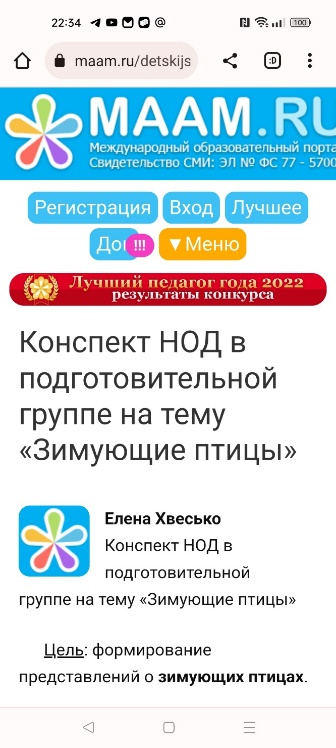 22:34
100
maam.ru/detskijs
:D
MAAM.RU
Международный образовательный порта
Свидетельство СМИ: ЭЛ № ФС 77 - 5700
Регистрация Вход Лучшее
!!! ▼Меню
Лучший педагог года 2022
результаты конкурса
Конспект НОД в
подготовительной
группе на тему
«Зимующие птицы»
Елена Хвесько
Конспект НОД в
подготовительной
группе на тему «Зимующие птицы»
Цель: формирование
представлений о зимующих птицах.